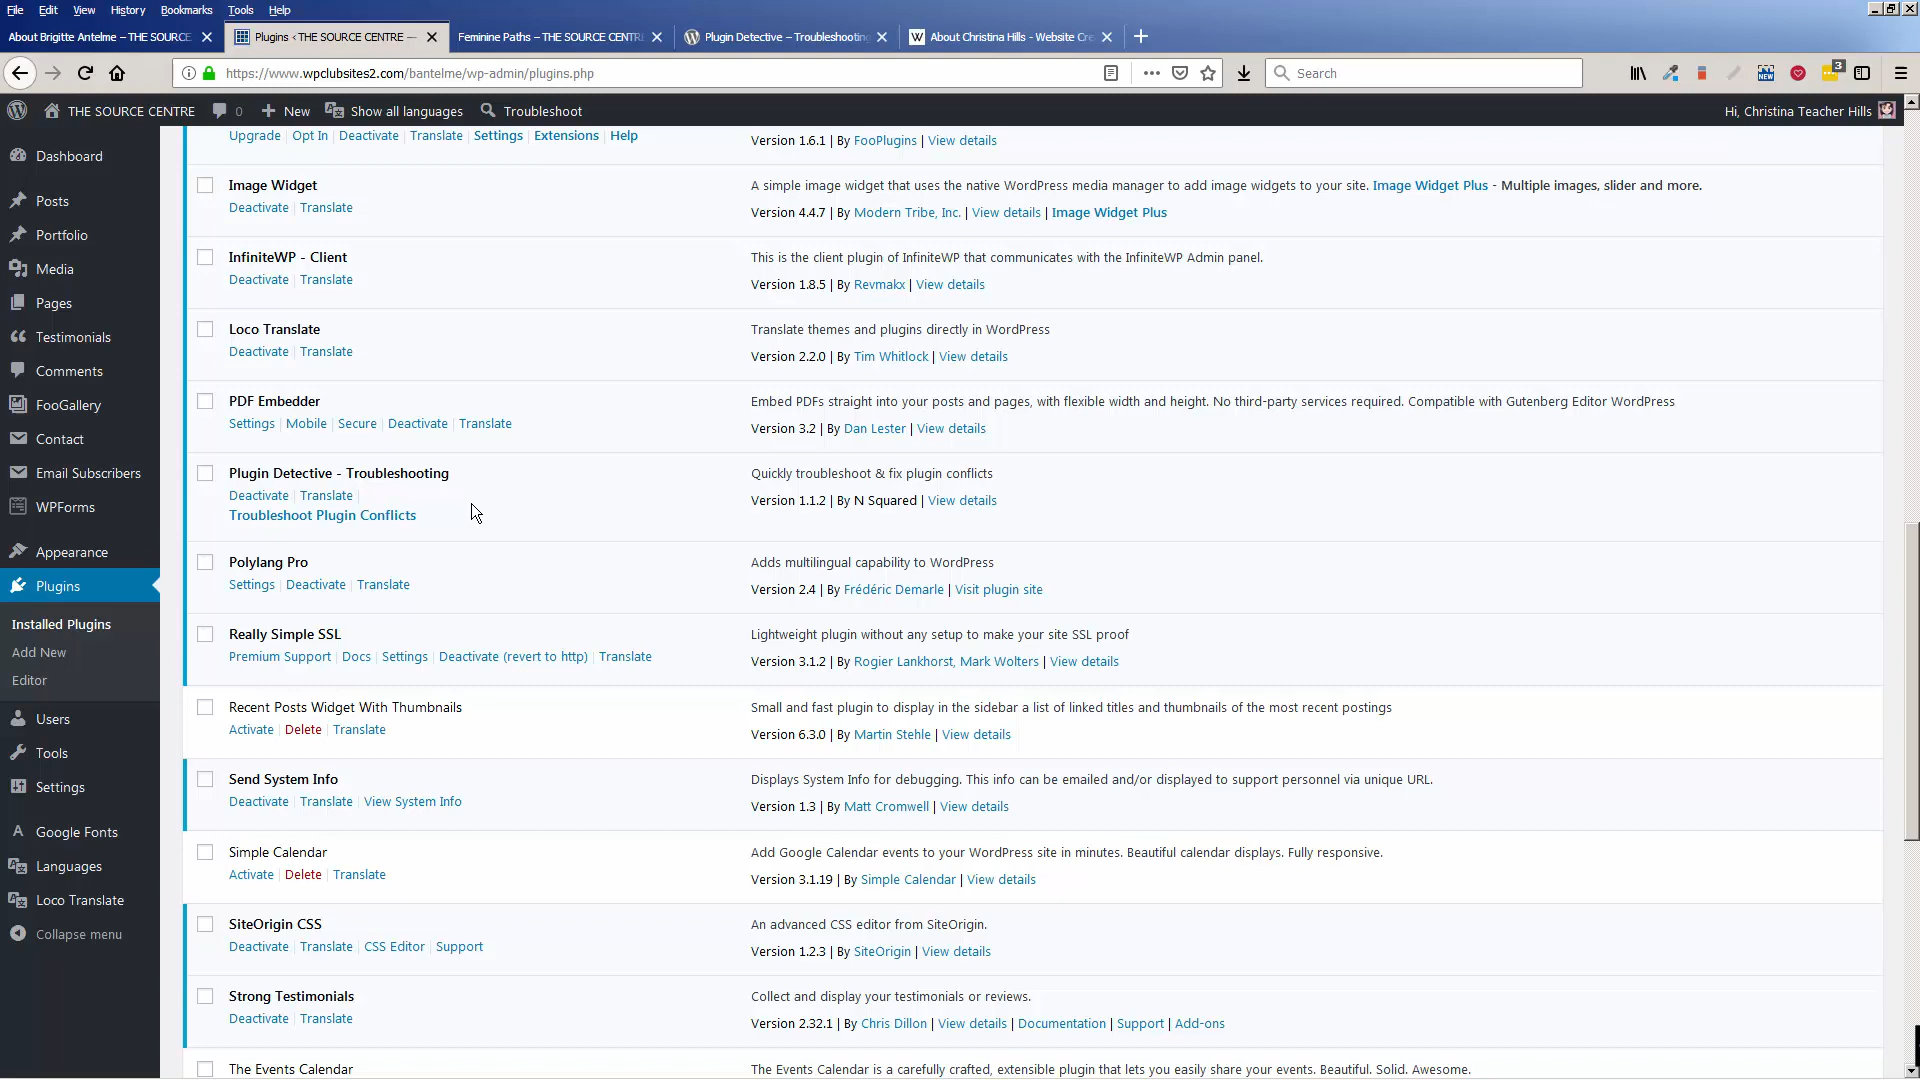 File Edit View History Bookmarks Tools Help
About Brigitte Antelme – THE SOURCE
Plugins ‹ THE SOURCE CENTRE —
Feminine Paths – THE SOURCE CENTR
Plugin Detective – Troubleshooting
About Christina Hills - Website Cr
https://www.wpclubsites2.com/bantelme/wp-admin/plugins.php
Search
NEW
3
THE SOURCE CENTRE 0 New Show all languages Troubleshoot
Hi, Christina Teacher Hills
Dashboard
Posts
Portfolio
Media
Pages
Testimonials
Comments
FooGallery
Contact
Email Subscribers
WPForms
Appearance
Plugins
Installed Plugins
Add New
Editor
Users
Tools
Settings
Google Fonts
Languages
Loco Translate
Collapse menu
Upgrade | Opt In | Deactivate | Translate | Settings | Extensions | Help
Version 1.6.1 | By FooPlugins | View details
Image Widget
Deactivate | Translate
A simple image widget that uses the native WordPress media manager to add image widgets to your site. Image Widget Plus - Multiple images, slider and more.
Version 4.4.7 | By Modern Tribe, Inc. | View details | Image Widget Plus
InfiniteWP - Client
Deactivate | Translate
This is the client plugin of InfiniteWP that communicates with the InfiniteWP Admin panel.
Version 1.8.5 | By Revmakx | View details
Loco Translate
Deactivate | Translate
Translate themes and plugins directly in WordPress
Version 2.2.0 | By Tim Whitlock | View details
PDF Embedder
Settings | Mobile | Secure | Deactivate | Translate
Embed PDFs straight into your posts and pages, with flexible width and height. No third-party services required. Compatible with Gutenberg Editor WordPress
Version 3.2 | By Dan Lester | View details
Plugin Detective - Troubleshooting
Deactivate | Translate |
Troubleshoot Plugin Conflicts
Quickly troubleshoot & fix plugin conflicts
Version 1.1.2 | By N Squared | View details
Polylang Pro
Settings | Deactivate | Translate
Adds multilingual capability to WordPress
Version 2.4 | By Frédéric Demarle | Visit plugin site
Really Simple SSL
Premium Support | Docs | Settings | Deactivate (revert to http) | Translate
Lightweight plugin without any setup to make your site SSL proof
Version 3.1.2 | By Rogier Lankhorst, Mark Wolters | View details
Recent Posts Widget With Thumbnails
Activate | Delete | Translate
Small and fast plugin to display in the sidebar a list of linked titles and thumbnails of the most recent postings
Version 6.3.0 | By Martin Stehle | View details
Send System Info
Deactivate | Translate | View System Info
Displays System Info for debugging. This info can be emailed and/or displayed to support personnel via unique URL.
Version 1.3 | By Matt Cromwell | View details
Simple Calendar
Activate | Delete | Translate
Add Google Calendar events to your WordPress site in minutes. Beautiful calendar displays. Fully responsive.
Version 3.1.19 | By Simple Calendar | View details
SiteOrigin CSS
Deactivate | Translate | CSS Editor | Support
An advanced CSS editor from SiteOrigin.
Version 1.2.3 | By SiteOrigin | View details
Strong Testimonials
Deactivate | Translate
Collect and display your testimonials or reviews.
Version 2.32.1 | By Chris Dillon | View details | Documentation | Support | Add-ons
The Events Calendar
The Events Calendar is a carefully crafted, extensible plugin that lets you easily share your events. Beautiful. Solid. Awesome.